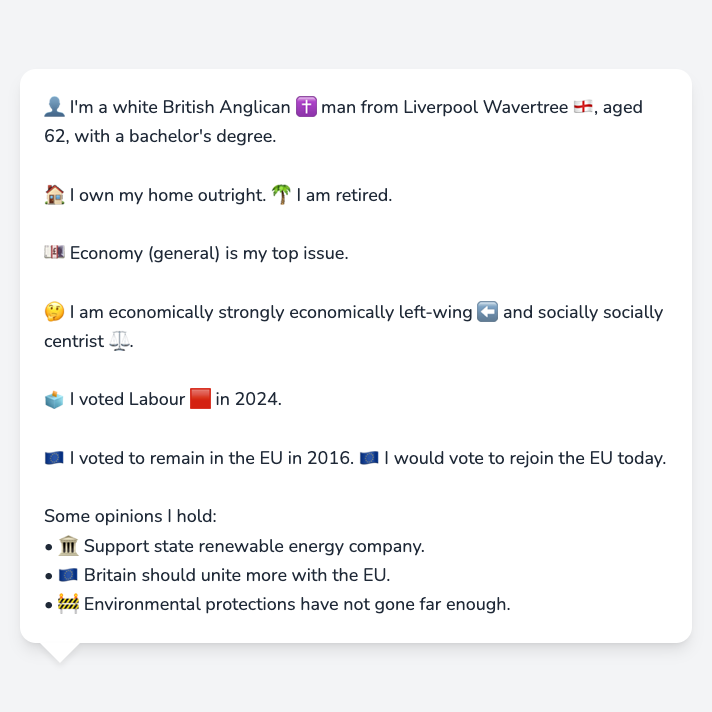 👤 I'm a white British Anglican ✝️ man from Liverpool Wavertree 🏴󠁧󠁢󠁥󠁮󠁧󠁿, aged
62, with a bachelor's degree.
🏠 I own my home outright. 🌴 I am retired.
💷 Economy (general) is my top issue.
🤔 I am economically strongly economically left-wing ⬅️ and socially socially
centrist ⚖️.
🗳️ I voted Labour 🟥 in 2024.
🇪🇺 I voted to remain in the EU in 2016. 🇪🇺 I would vote to rejoin the EU today.
Some opinions I hold:
• 🏛️ Support state renewable energy company.
• 🇪🇺 Britain should unite more with the EU.
• 🚧 Environmental protections have not gone far enough.